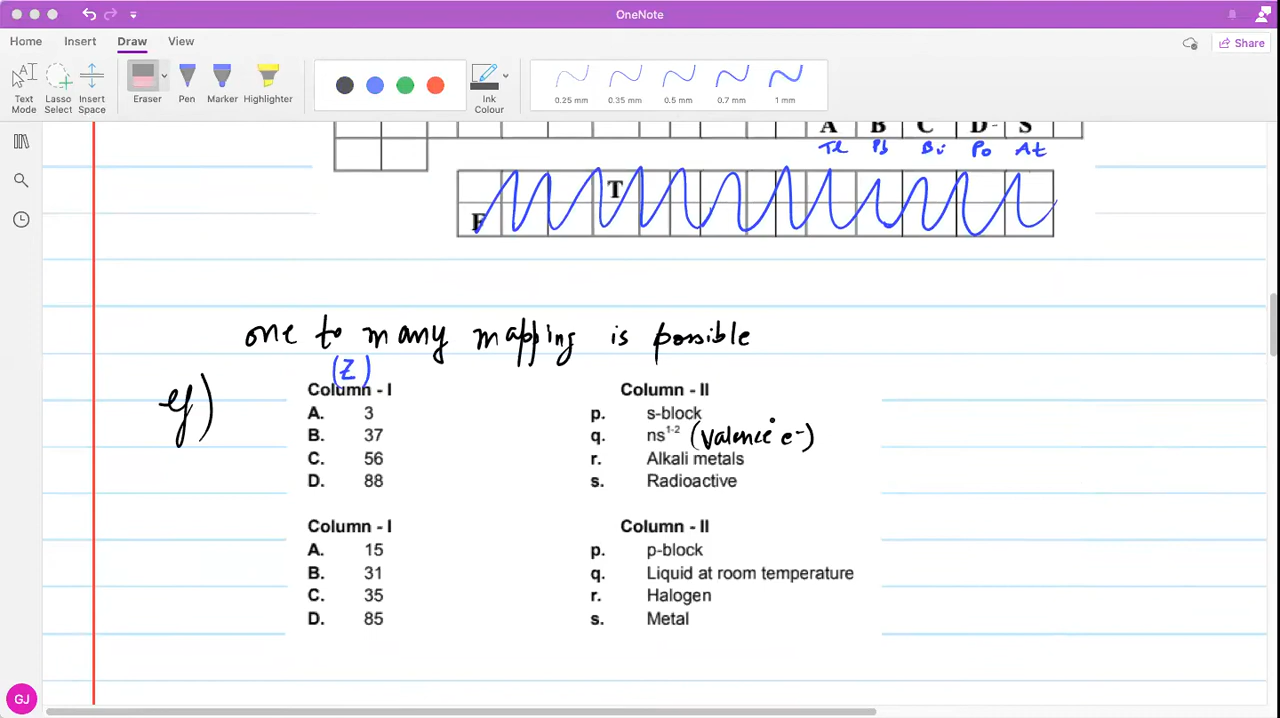 OneNote
Home Insert Draw View
Share
Text Mode
Lasso Select
Insert Space
Eraser
Pen
Marker
Highlighter
Ink Colour
0.25 mm 0.35 mm 0.5 mm 0.7 mm 1 mm
A B C D S
Tl Pb Bi Po At
T
F
one to many mapping is possible
(Z)
eg)
Column - I Column - II
A. 3 p. s-block
B. 37 q. ns1-2 (valence e-)
C. 56 r. Alkali metals
D. 88 s. Radioactive
Column - I Column - II
A. 15 p. p-block
B. 31 q. Liquid at room temperature
C. 35 r. Halogen
D. 85 s. Metal
GJ